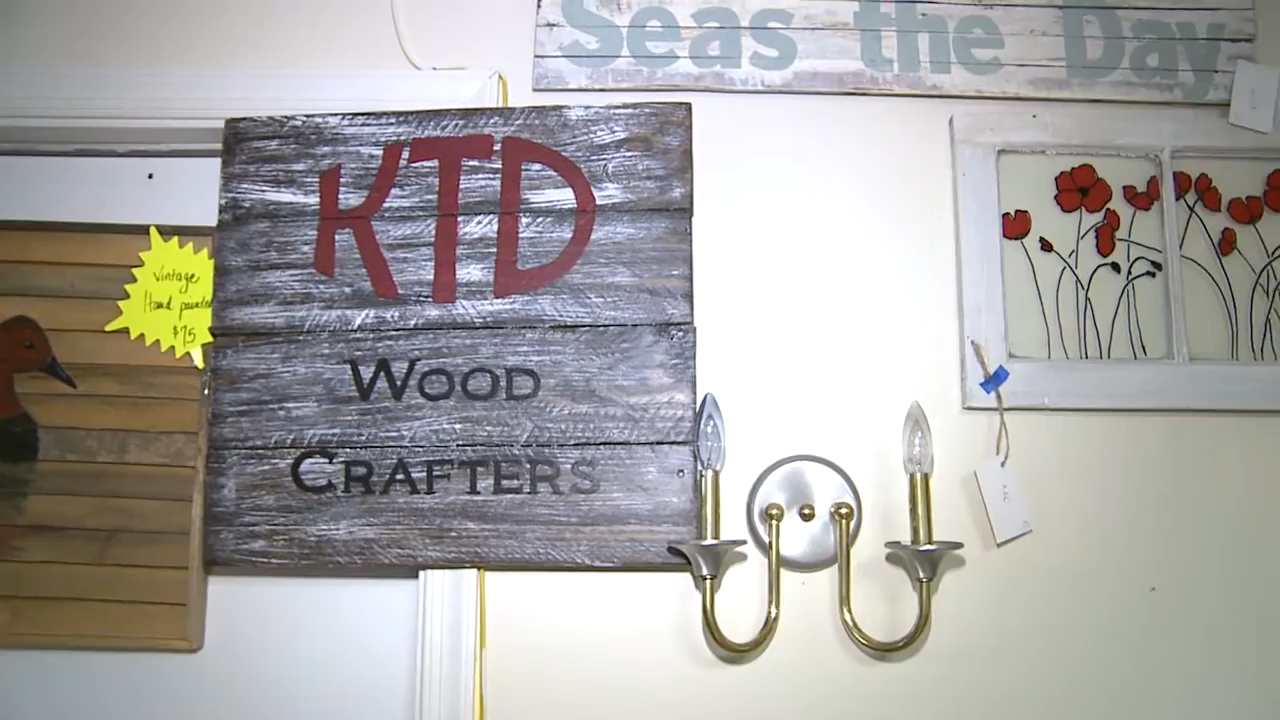 Seas the Day
KTD
WOOD
CRAFTERS
Vintage
Hand painted
$75